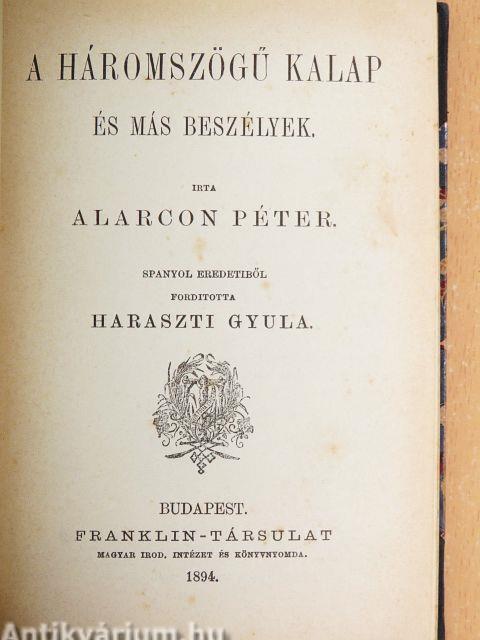 A HÁROMSZÖGŰ KALAP
ÉS MÁS BESZÉLYEK.
IRTA
ALARCON PÉTER.
SPANYOL EREDETIBŐL
FORDITOTTA
HARASZTI GYULA.
BUDAPEST.
FRANKLIN-TÁRSULAT
MAGYAR IROD. INTÉZET ÉS KÖNYVNYOMDA.
1894.
Antikvárium.hu